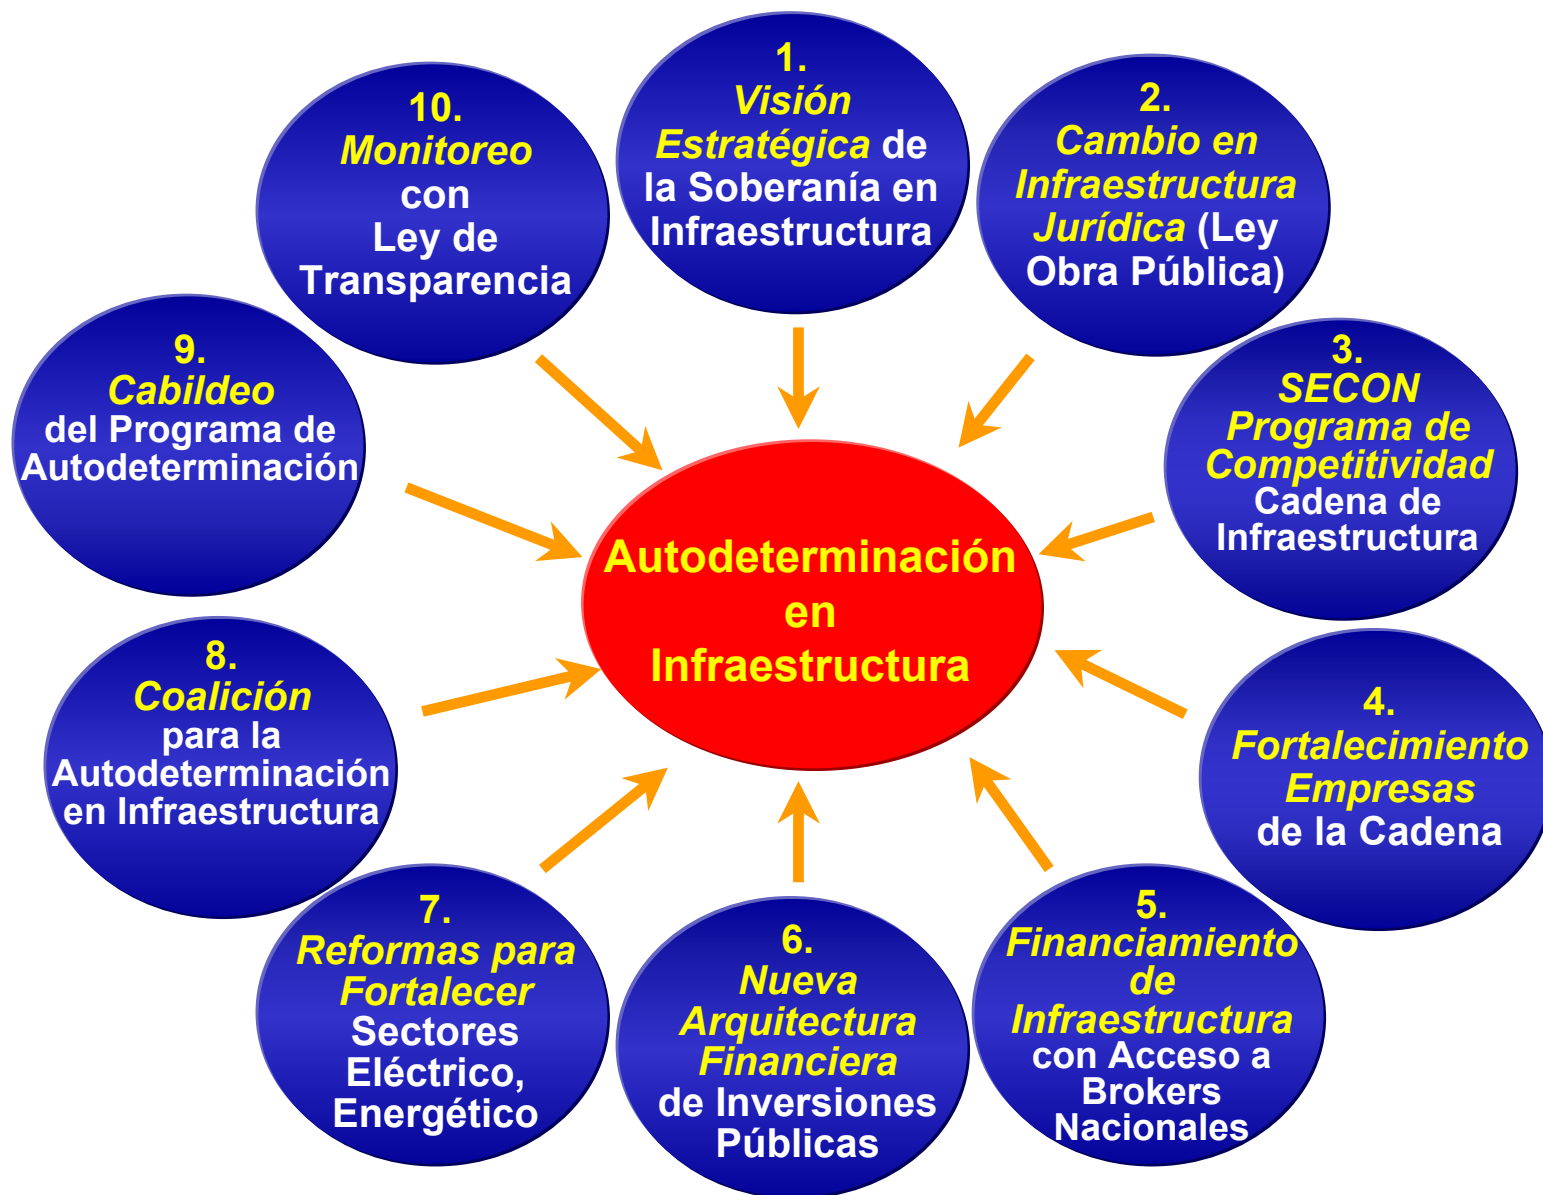 1.
Visión
Estratégica de
la Soberanía en
Infraestructura
2.
Cambio en
Infraestructura
Jurídica (Ley
Obra Pública)
3.
SECON
Programa de
Competitividad
Cadena de
Infraestructura
4.
Fortalecimiento
Empresas
de la Cadena
5.
Financiamiento
de
Infraestructura
con Acceso a
Brokers
Nacionales
6.
Nueva
Arquitectura
Financiera
de Inversiones
Públicas
7.
Reformas para
Fortalecer
Sectores
Eléctrico,
Energético
8.
Coalición
para la
Autodeterminación
en Infraestructura
9.
Cabildeo
del Programa de
Autodeterminación
10.
Monitoreo
con
Ley de
Transparencia
Autodeterminación
en
Infraestructura